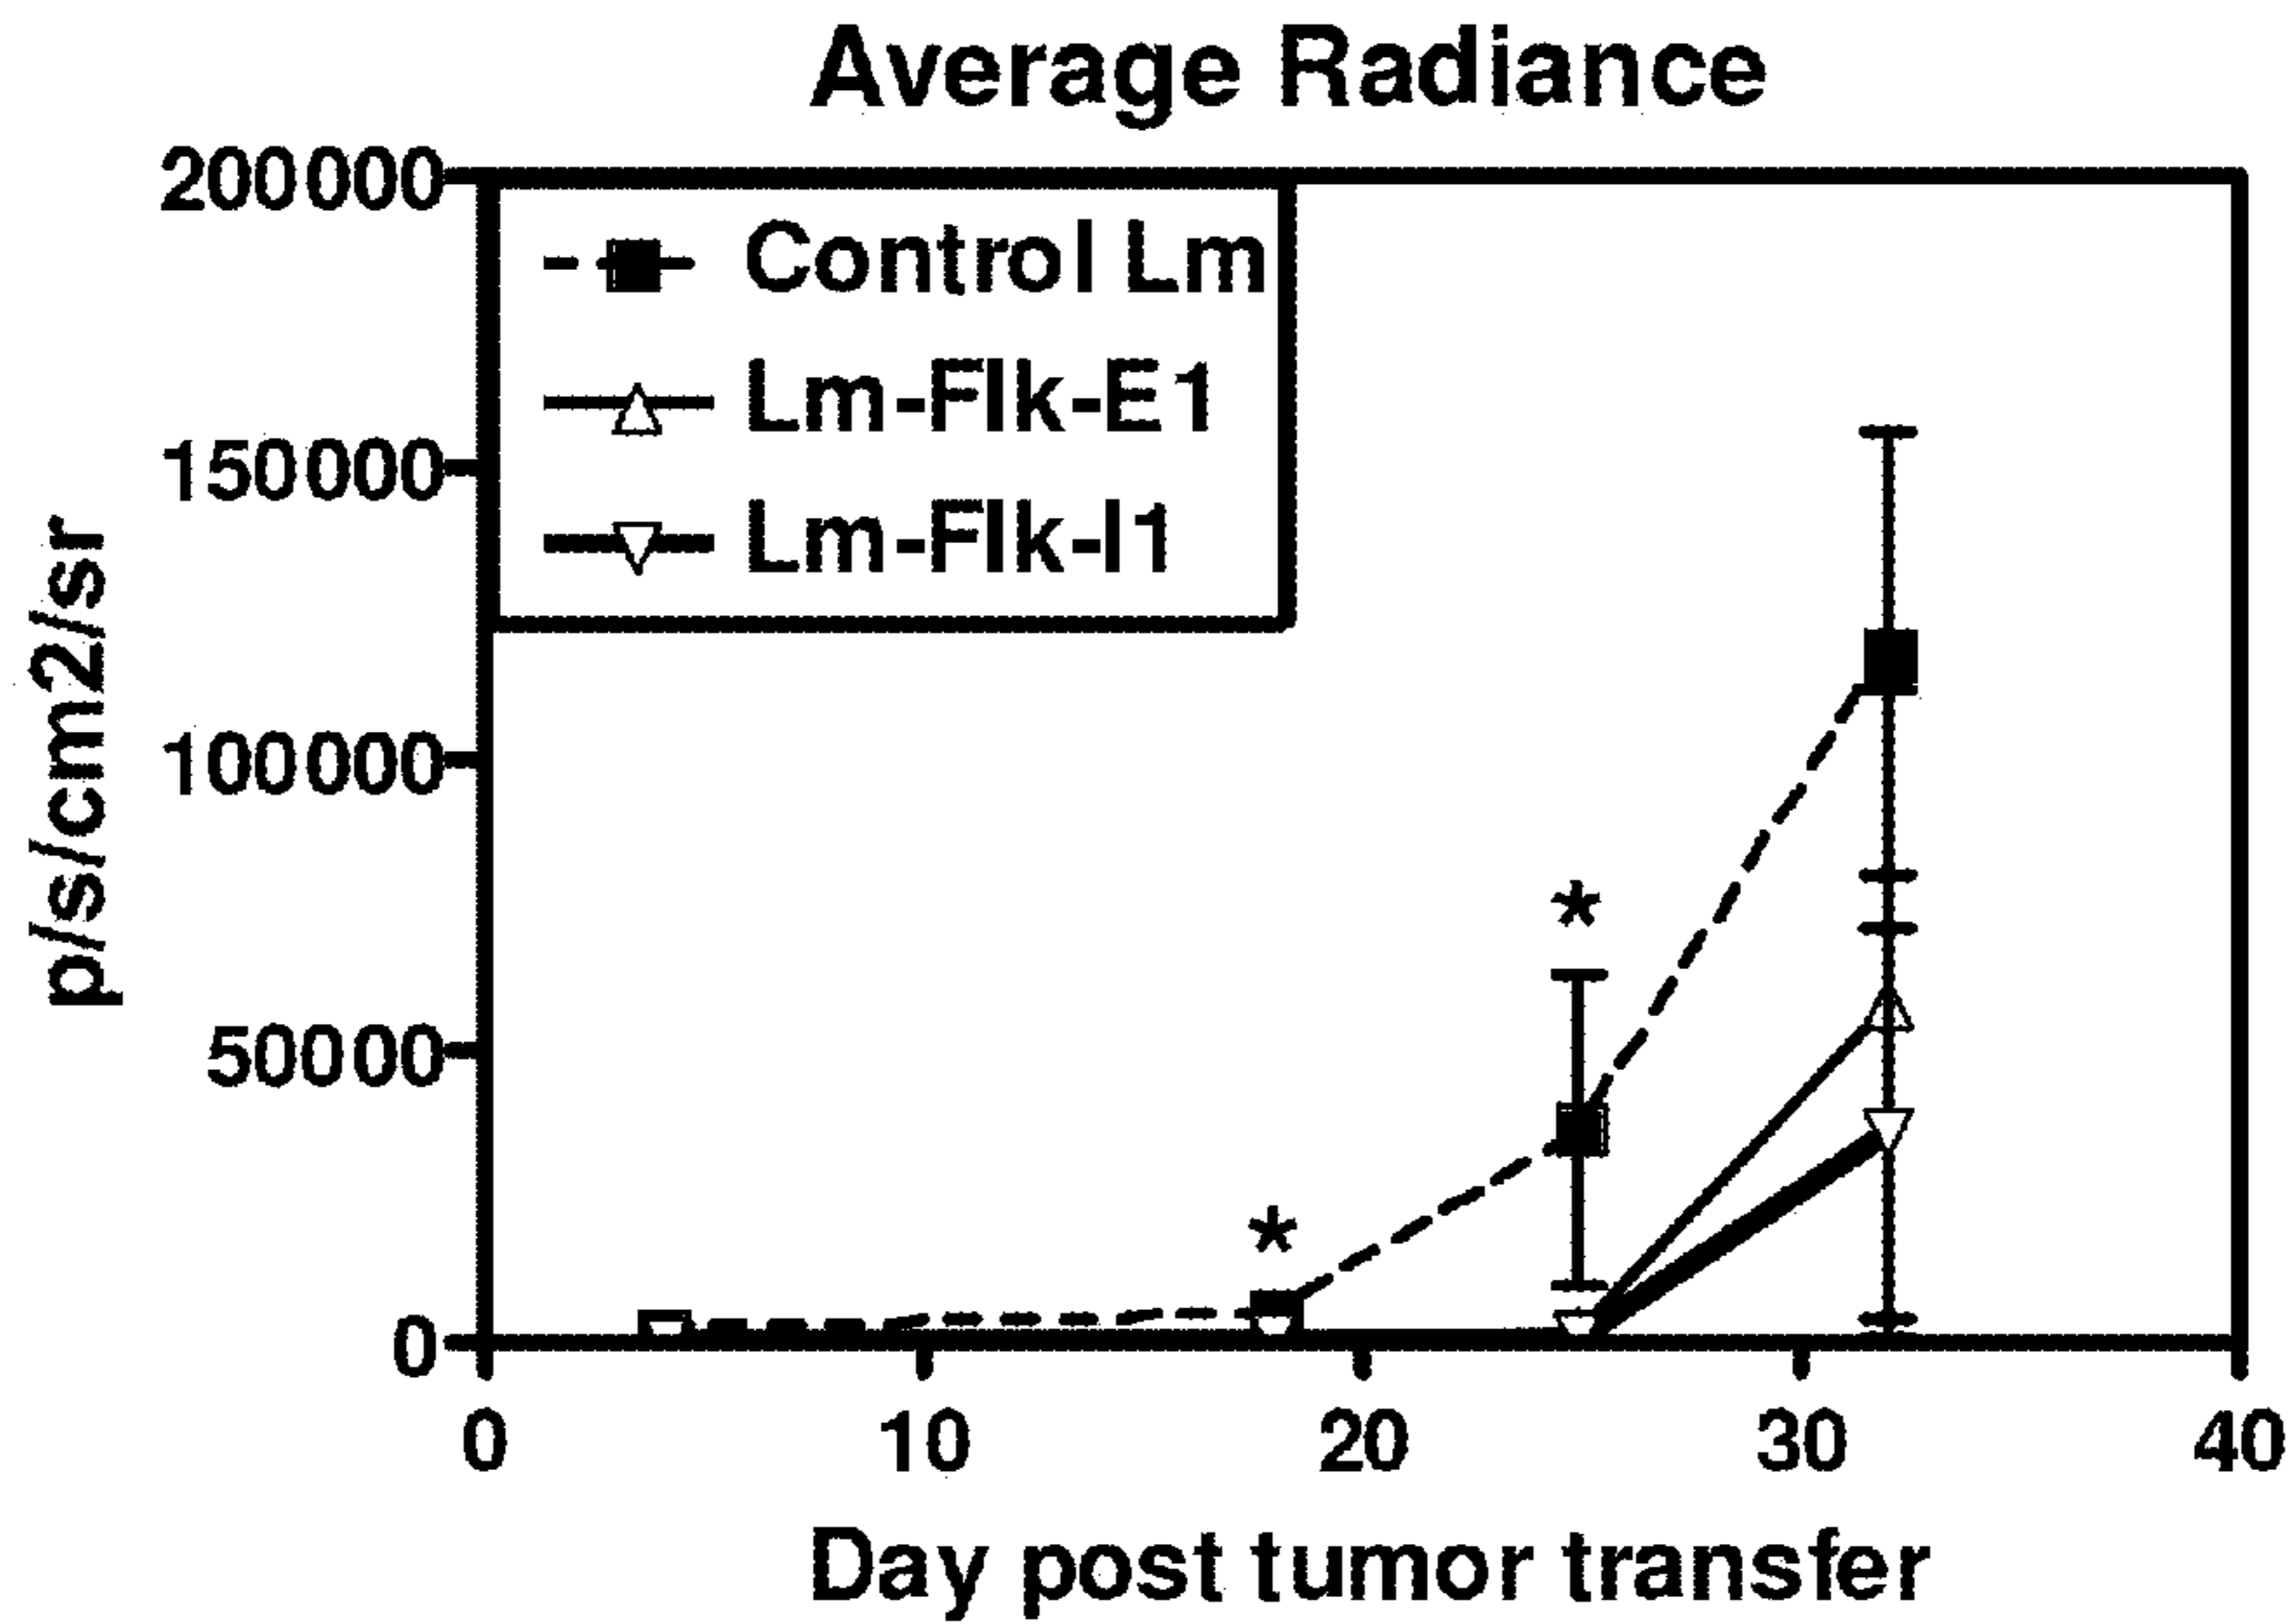 Average Radiance
200000
150000
100000
50000
0
p/s/cm2/sr
Control Lm
Lm-Flk-E1
Lm-Flk-I1
*
*
0 10 20 30 40
Day post tumor transfer